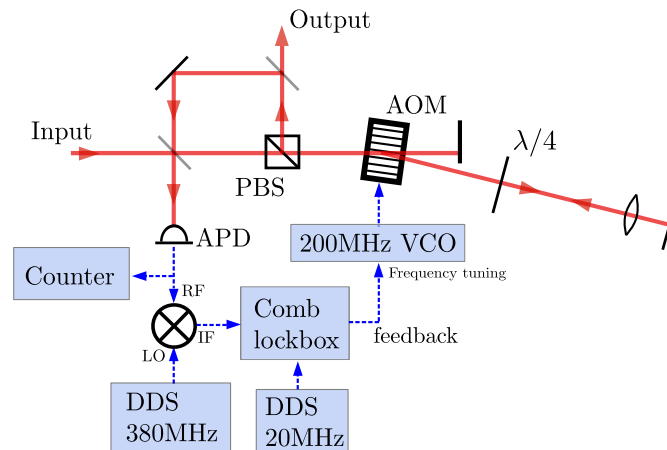 Output
Input
AOM
λ/4
PBS
APD
200MHz VCO
Counter
Frequency tuning
RF
Comb
lockbox
IF
feedback
LO
DDS
380MHz
DDS
20MHz